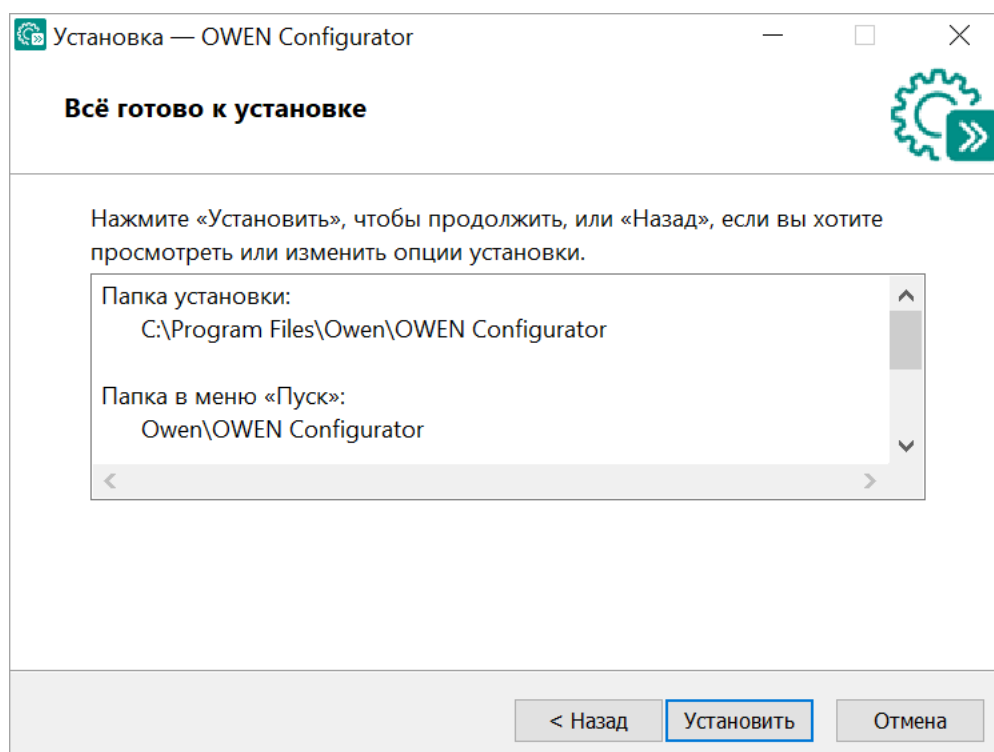 Установка — OWEN Configurator
Всё готово к установке
Нажмите «Установить», чтобы продолжить, или «Назад», если вы хотите
просмотреть или изменить опции установки.
Папка установки:
C:\Program Files\Owen\OWEN Configurator
Папка в меню «Пуск»:
Owen\OWEN Configurator
< Назад
Установить
Отмена